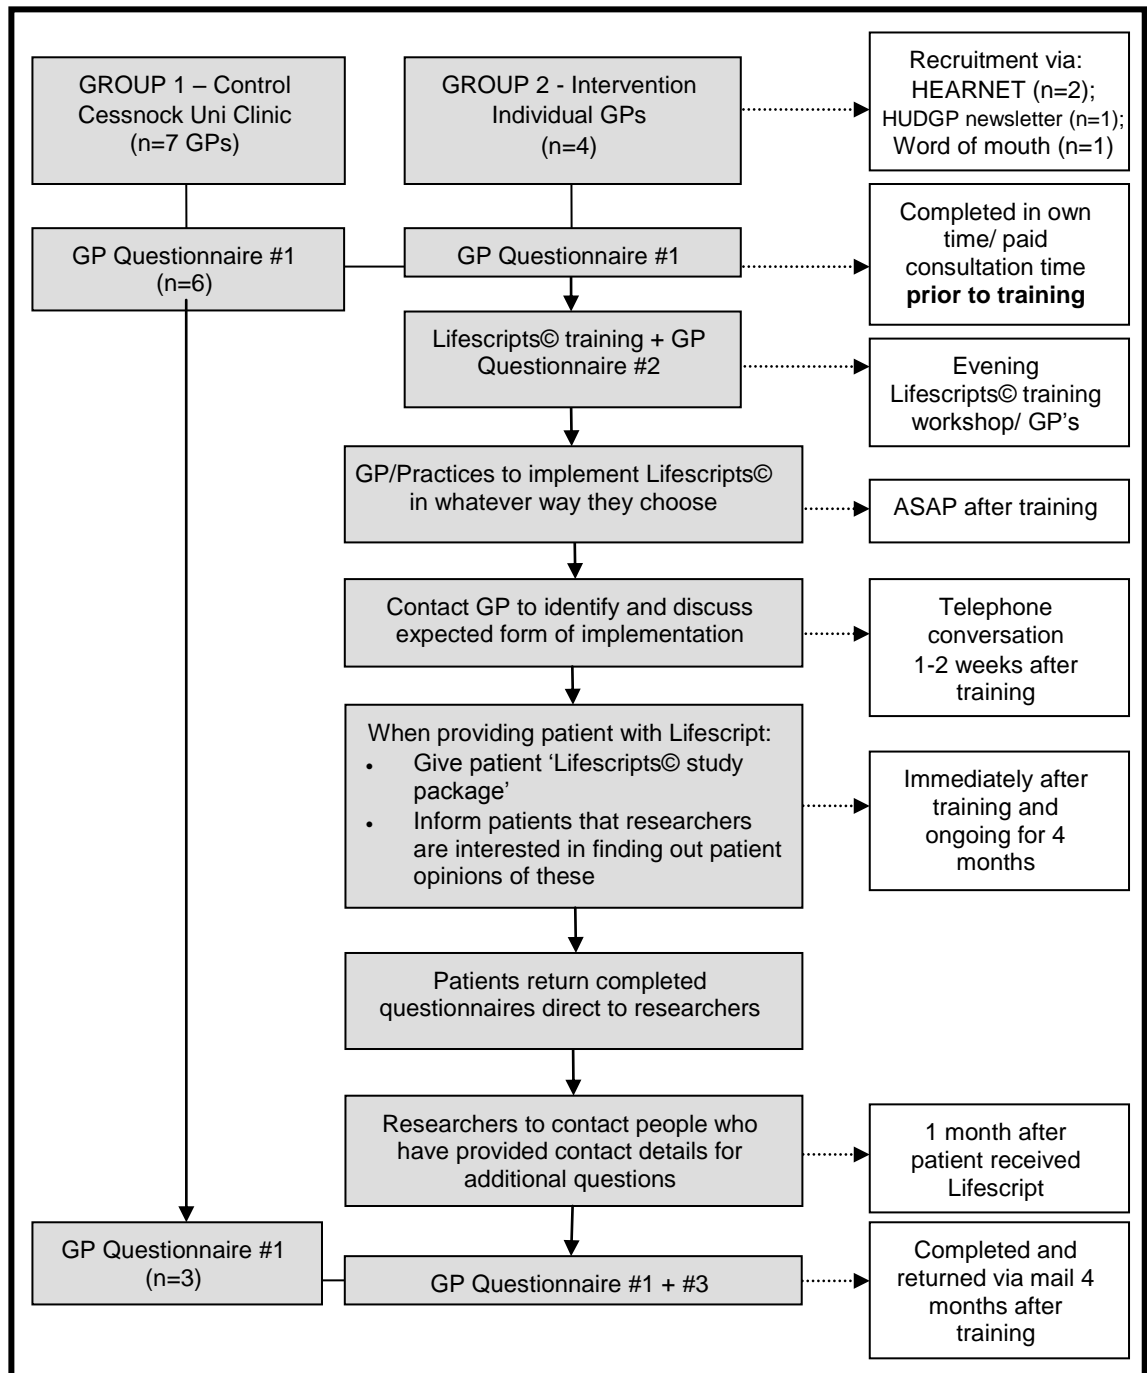 GROUP 1 – Control
Cessnock Uni Clinic
(n=7 GPs)
GROUP 2 - Intervention
Individual GPs
(n=4)
Recruitment via:
HEARNET (n=2);
HUDGP newsletter (n=1);
Word of mouth (n=1)
GP Questionnaire #1
(n=6)
GP Questionnaire #1
Completed in own
time/ paid
consultation time
prior to training
Lifescripts© training + GP
Questionnaire #2
Evening
Lifescripts© training
workshop/ GP's
GP/Practices to implement Lifescripts©
in whatever way they choose
ASAP after training
Contact GP to identify and discuss
expected form of implementation
Telephone
conversation
1-2 weeks after
training
When providing patient with Lifescript:
• Give patient ‘Lifescripts© study
package’
• Inform patients that researchers
are interested in finding out patient
opinions of these
Immediately after
training and
ongoing for 4
months
Patients return completed
questionnaires direct to researchers
Researchers to contact people who
have provided contact details for
additional questions
1 month after
patient received
Lifescript
GP Questionnaire #1
(n=3)
GP Questionnaire #1 + #3
Completed and
returned via mail 4
months after
training